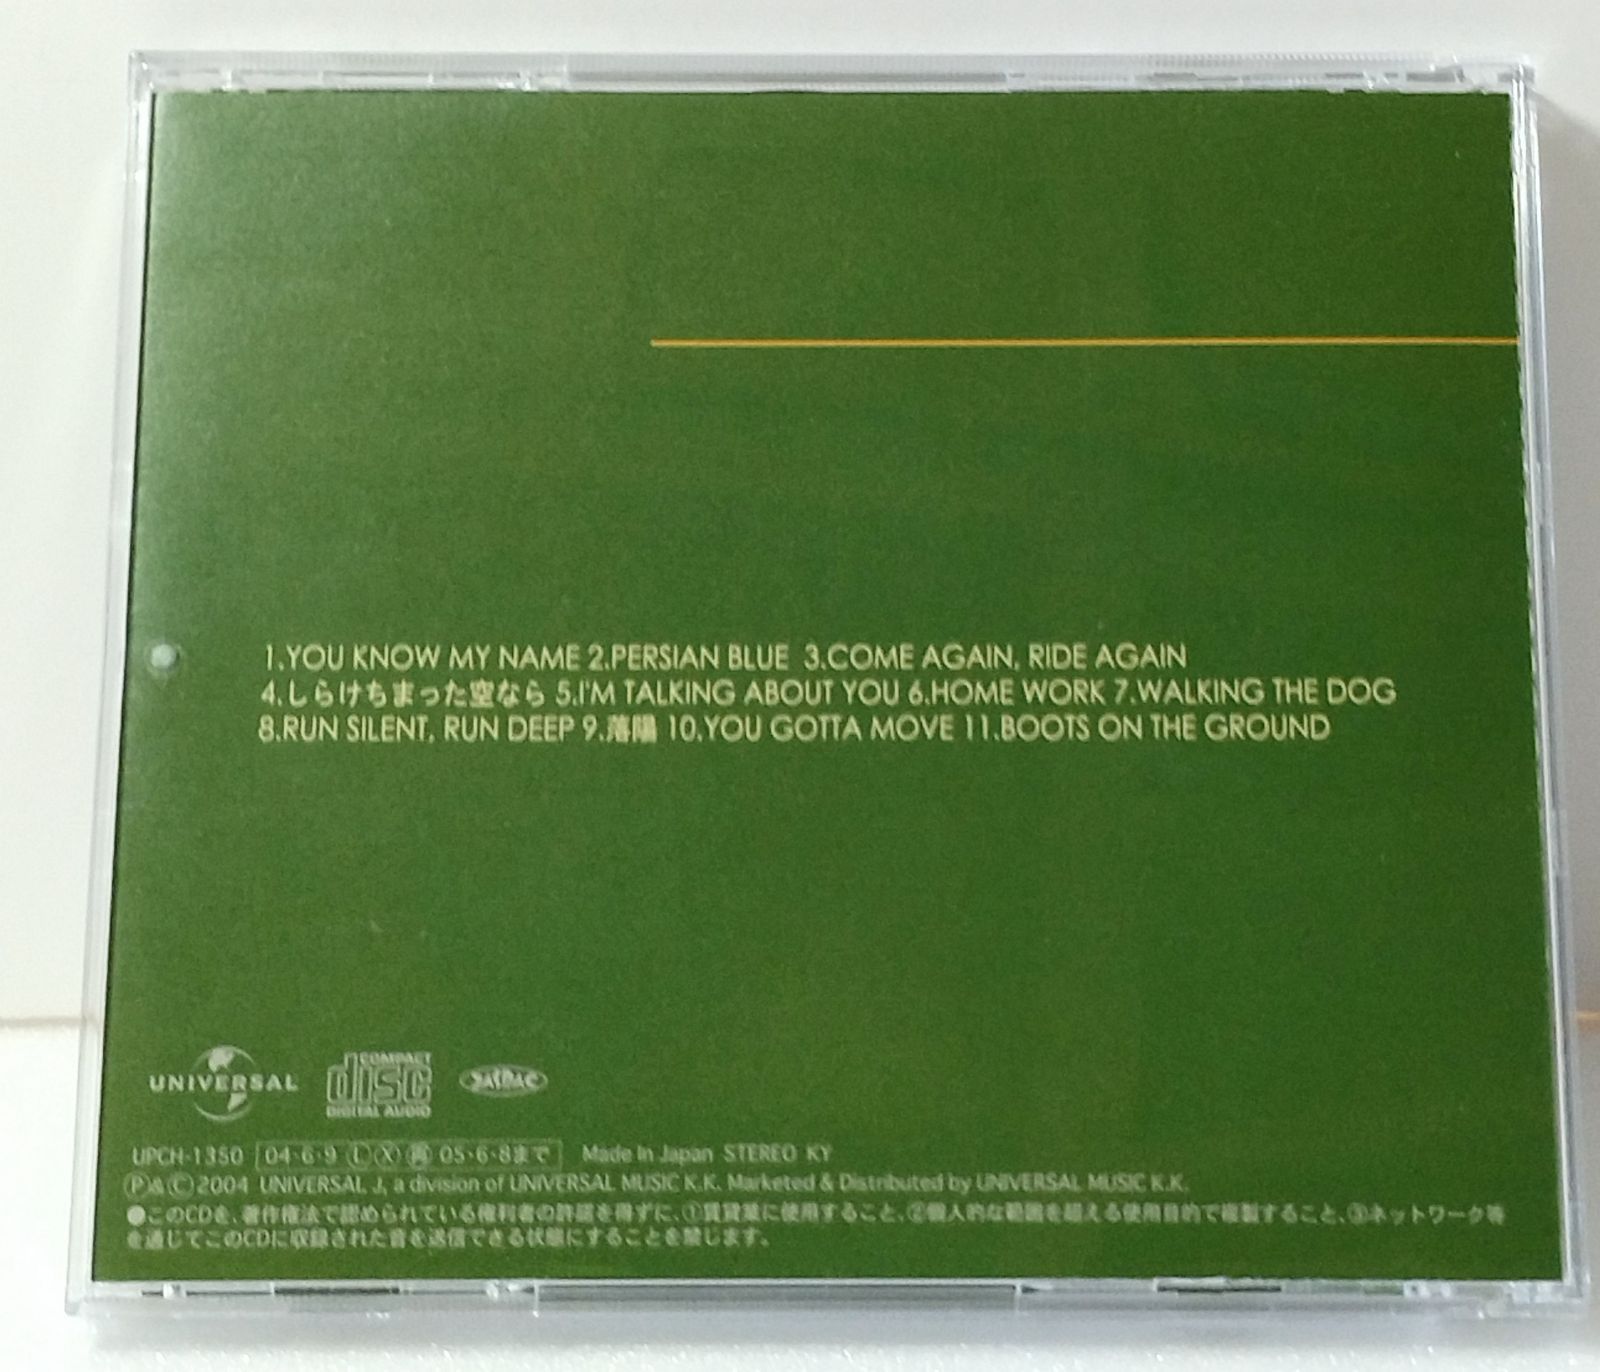 1.YOU KNOW MY NAME 2.PERSIAN BLUE 3.COME AGAIN, RIDE AGAIN
4.しらけちまった空なら 5.I'M TALKING ABOUT YOU 6.HOME WORK 7.WALKING THE DOG
8.RUN SILENT, RUN DEEP 9.落陽 10.YOU GOTTA MOVE 11.BOOTS ON THE GROUND
UNIVERSAL
COMPACT
disc
DIGITAL AUDIO
JASRAC
UPCH-1350 04·6·9 Ⓛ Ⓧ ㊢ 05·6·8まで Made In Japan STEREO KY
Ⓟ&Ⓒ2004 UNIVERSAL J, a division of UNIVERSAL MUSIC K.K. Marketed & Distributed by UNIVERSAL MUSIC K.K.
●このCDを、著作権法で認められている権利者の許諾を得ずに、①賃貸業に使用すること、②個人的な範囲を超える使用目的で複製すること、③ネットワーク等
を通じてこのCDに収録された音を送信できる状態にすることを禁じます。